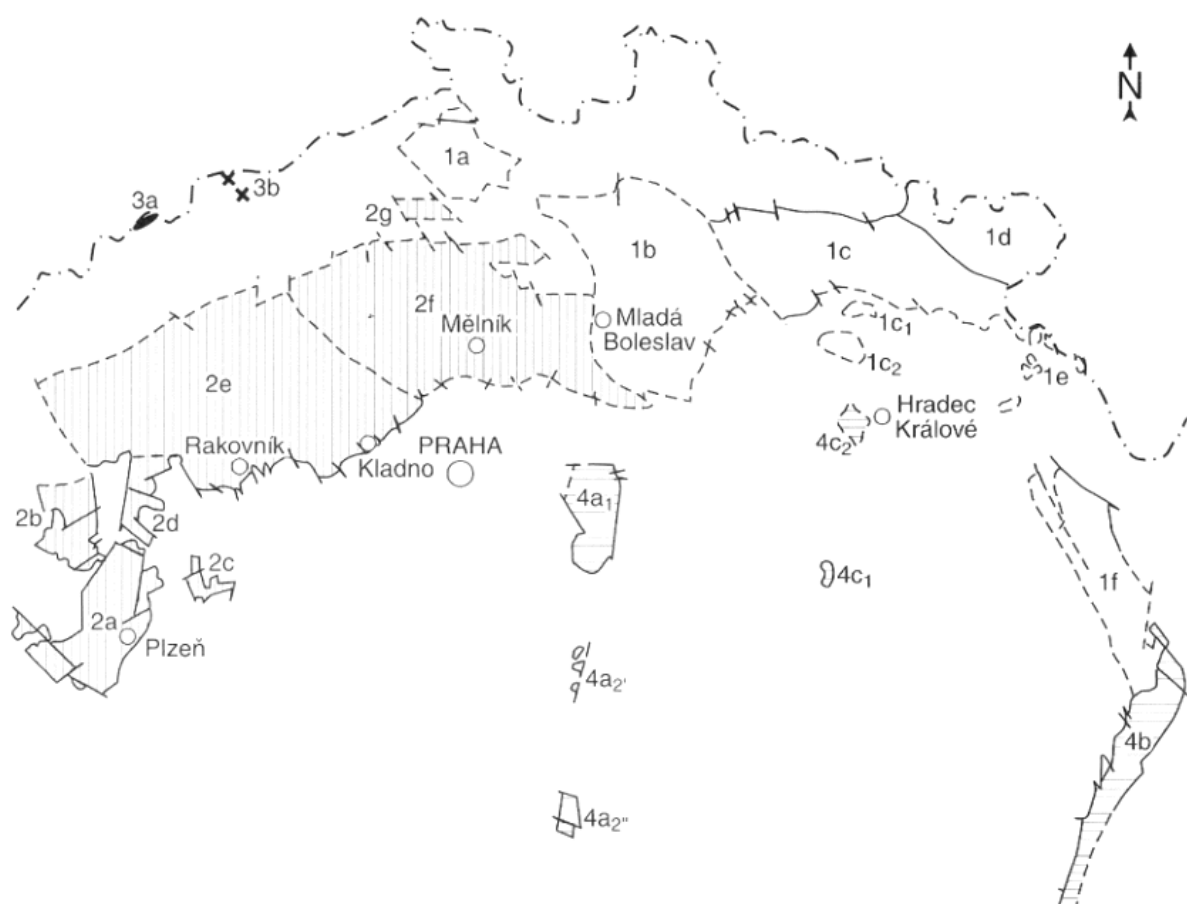 N
1a
3b
3a
2g
1b
1c
1d
2f
Mělník
Mladá
Boleslav
1c1
1c2
1e
2e
Hradec
Králové
4c2
Rakovník
PRAHA
Kladno
4a1
2b
2d
2c
4c1
1f
2a
Plzeň
4a2'
4b
4a2"